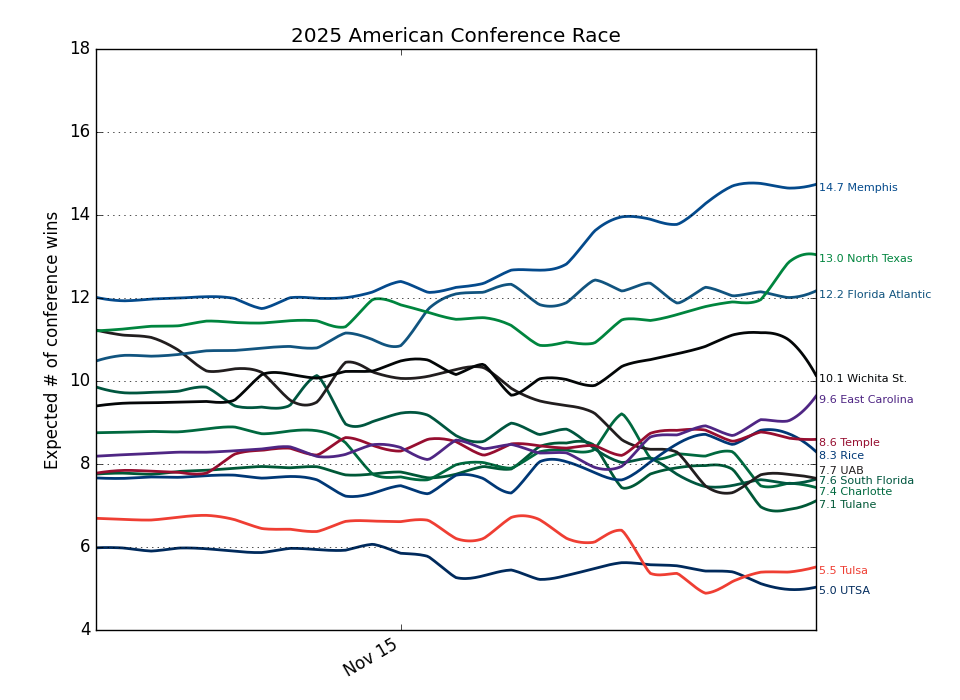 2025 American Conference Race
Expected # of conference wins
18
16
14
12
10
8
6
4
Nov 15
14.7 Memphis
13.0 North Texas
12.2 Florida Atlantic
10.1 Wichita St.
9.6 East Carolina
8.6 Temple
8.3 Rice
7.7 UAB
7.6 South Florida
7.4 Charlotte
7.1 Tulane
5.5 Tulsa
5.0 UTSA